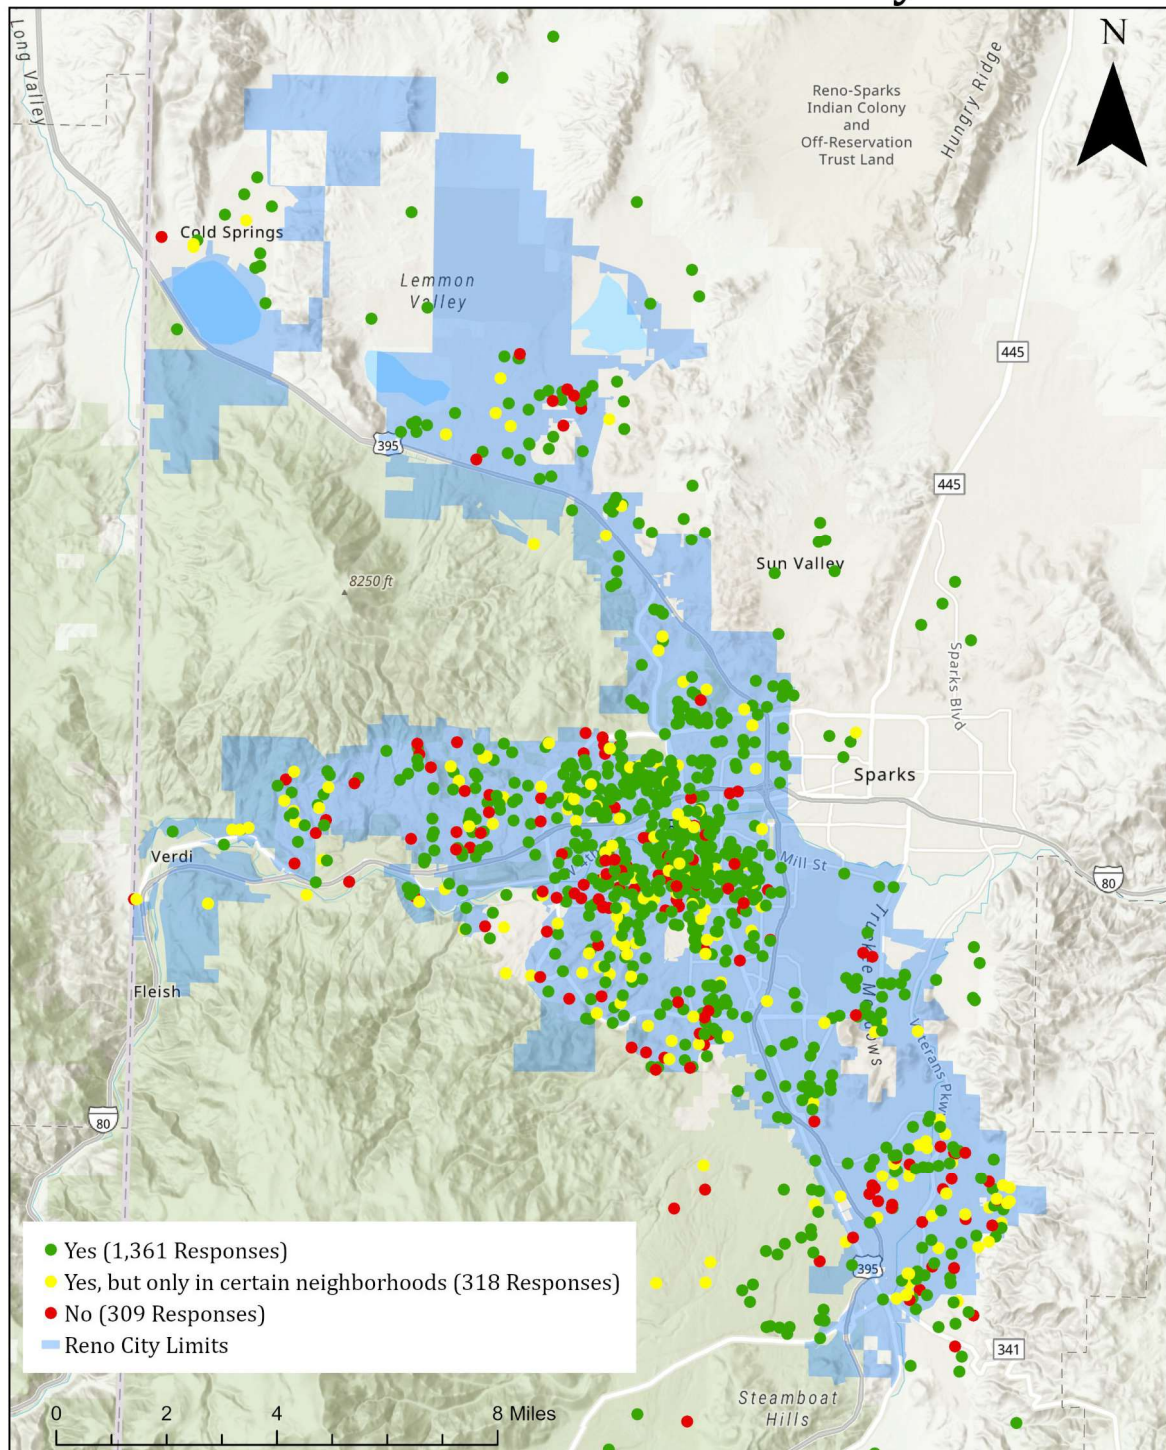 N
Long Valley
Hungry Ridge
Reno-Sparks
Indian Colony
and
Off-Reservation
Trust Land
Cold Springs
Lemmon
Valley
445
395
445
8250 ft
Sun Valley
Sparks Blvd
Sparks
Mill St
Verdi
80
Truckee Meadows
Fleish
Veterans Pkwy
80
395
341
Steamboat
Hills
Yes (1,361 Responses)
Yes, but only in certain neighborhoods (318 Responses)
No (309 Responses)
Reno City Limits
0 2 4 8 Miles